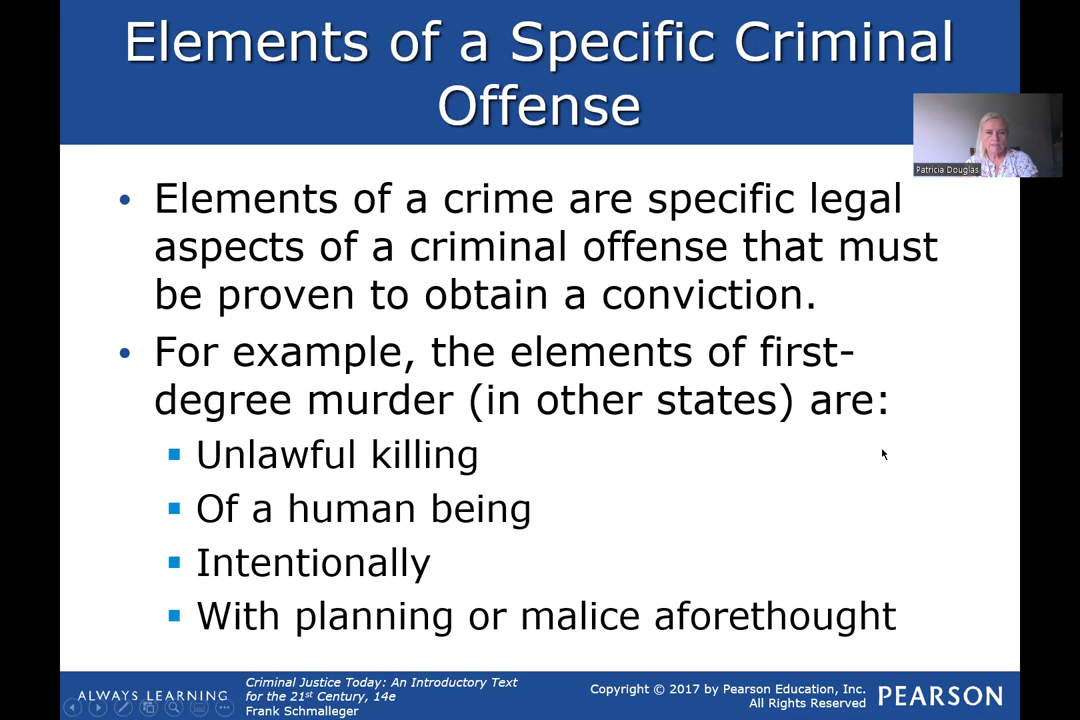 Elements of a Specific Criminal
Offense
Patricia Douglas
• Elements of a crime are specific legal
aspects of a criminal offense that must
be proven to obtain a conviction.
• For example, the elements of first-
degree murder (in other states) are:
▪ Unlawful killing
▪ Of a human being
▪ Intentionally
▪ With planning or malice aforethought
ALWAYS LEARNING
Criminal Justice Today: An Introductory Text
for the 21st Century, 14e
Frank Schmalleger
Copyright © 2017 by Pearson Education, Inc.
All Rights Reserved
PEARSON